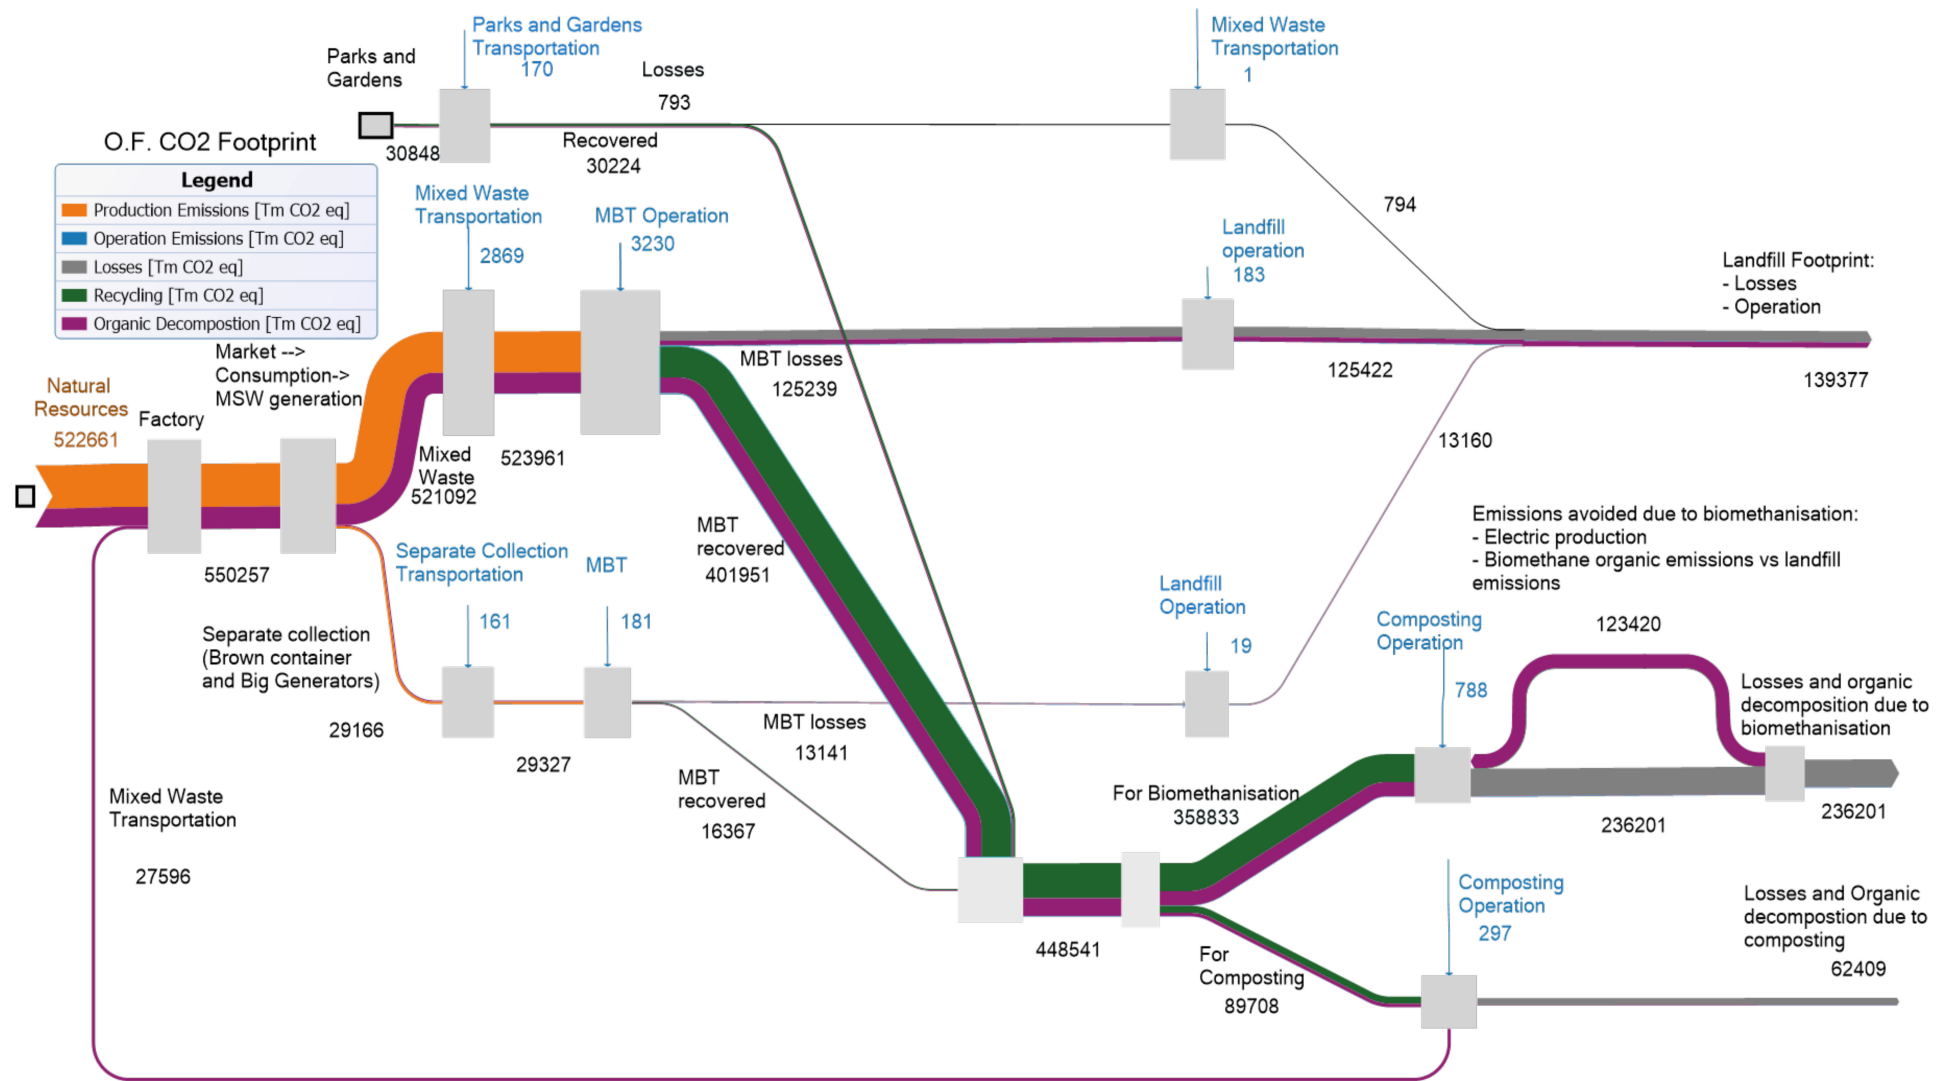 Parks and Gardens
Transportation
170
Parks and
Gardens
Losses
793
Mixed Waste
Transportation
1
30848
Recovered
30224
794
O.F. CO2 Footprint
Legend
Production Emissions [Tm CO2 eq]
Operation Emissions [Tm CO2 eq]
Losses [Tm CO2 eq]
Recycling [Tm CO2 eq]
Organic Decompostion [Tm CO2 eq]
Mixed Waste
Transportation
2869
MBT Operation
3230
Landfill
operation
183
Landfill Footprint:
- Losses
- Operation
Market -->
Consumption->
MSW generation
MBT losses
125239
125422
139377
Natural
Resources
522661
Factory
Mixed
Waste
521092
523961
13160
550257
MBT
recovered
401951
Emissions avoided due to biomethanisation:
- Electric production
- Biomethane organic emissions vs landfill
emissions
123420
Separate Collection
Transportation
161
MBT
181
Landfill
Operation
19
Composting
Operation
788
Separate collection
(Brown container
and Big Generators)
29166
29327
MBT losses
13141
MBT
recovered
16367
Losses and organic
decomposition due to
biomethanisation
For Biomethanisation
358833
236201
236201
Mixed Waste
Transportation
27596
448541
For
Composting
89708
Composting
Operation
297
Losses and Organic
decompostion due to
composting
62409